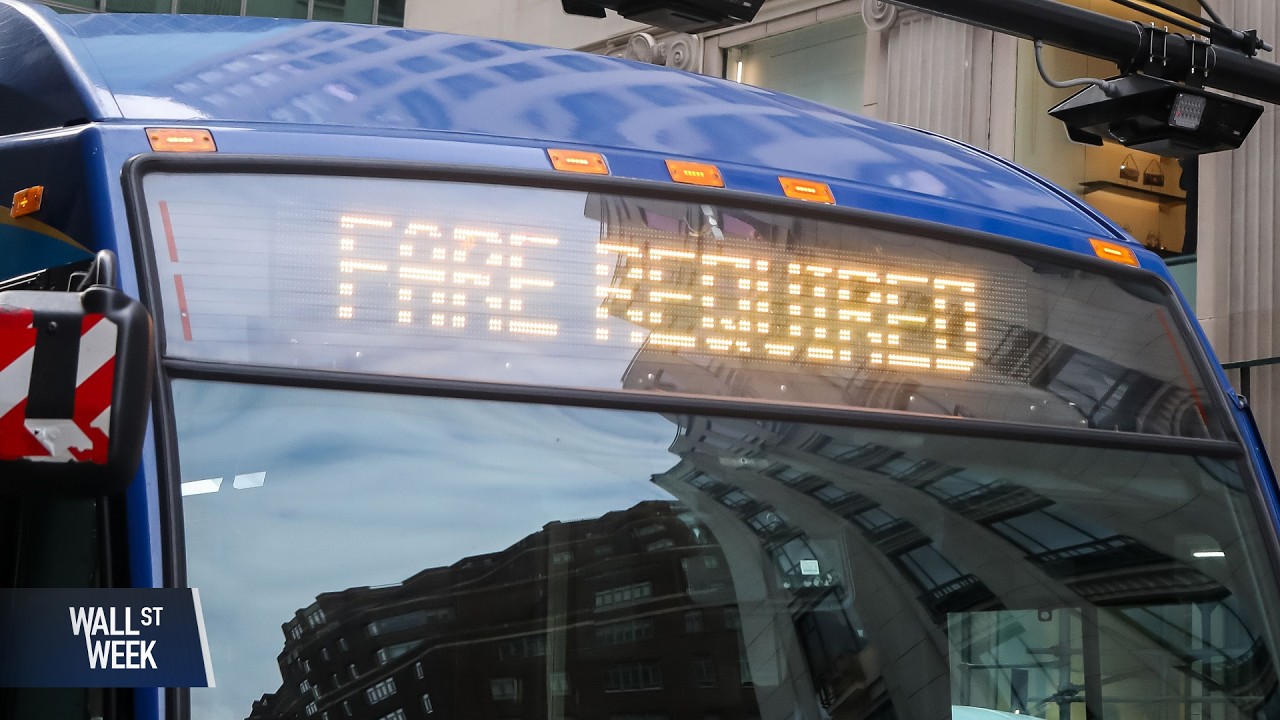 FARE REQUIRED
WALL ST
WEEK